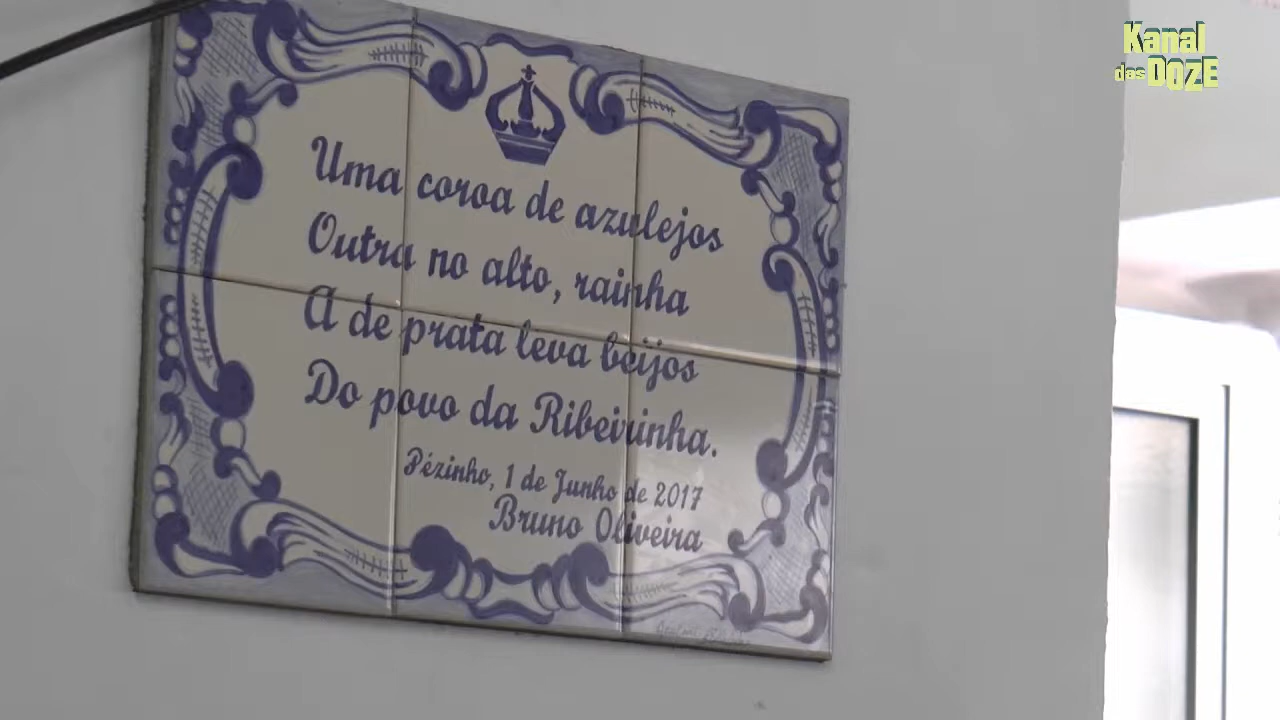 Kanal
das DOZE
Uma coroa de azulejos
Outra no alto, rainha
A de prata leva beijos
Do povo da Ribeirinha.
Pézinho, 1 de Junho de 2017
Bruno Oliveira